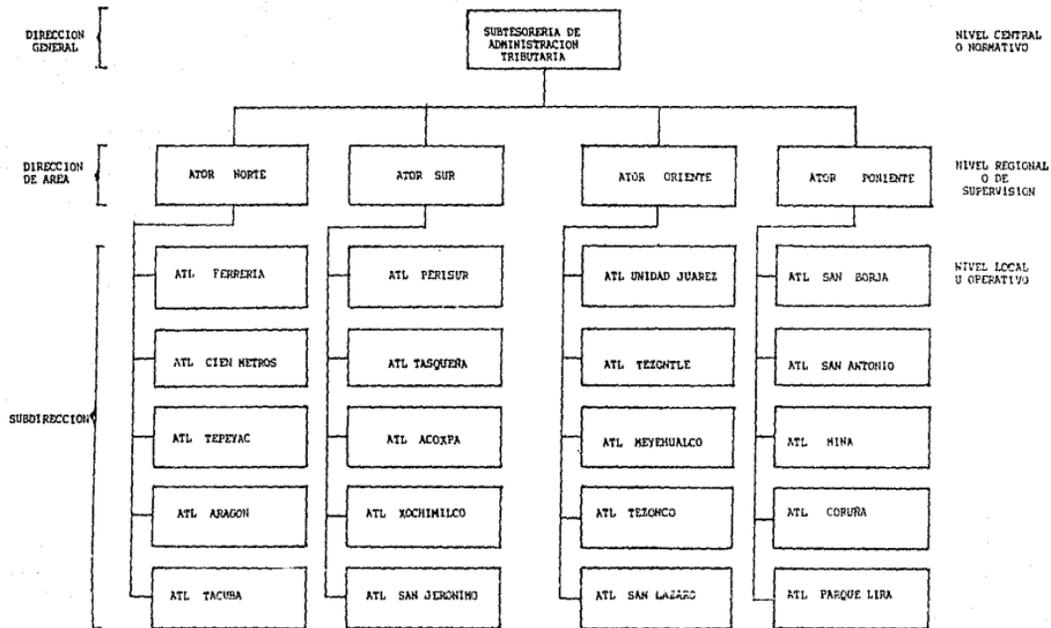 DIRECCION
GENERAL
SUBTESORERIA DE
ADMINISTRACION
TRIBUTARIA
NIVEL CENTRAL
O NORMATIVO
DIRECCION
DE AREA
ATOR NORTE
ATOR SUR
ATOR ORIENTE
ATOR PONIENTE
NIVEL REGIONAL
O DE
SUPERVISION
ATL FERRERIA
ATL PERISUR
ATL UNIDAD JUAREZ
ATL SAN BORJA
NIVEL LOCAL
U OPERATIVO
ATL CIEN METROS
ATL TASQUEÑA
ATL TEZONTLE
ATL SAN ANTONIO
SUBDIRECCION
ATL TEPEYAC
ATL ACOXPA
ATL MEYEHUALCO
ATL MINA
ATL ARAGON
ATL XOCHIMILCO
ATL TEZONCO
ATL CORUÑA
ATL TACUBA
ATL SAN JERONIMO
ATL SAN LAZARO
ATL PARQUE LIRA